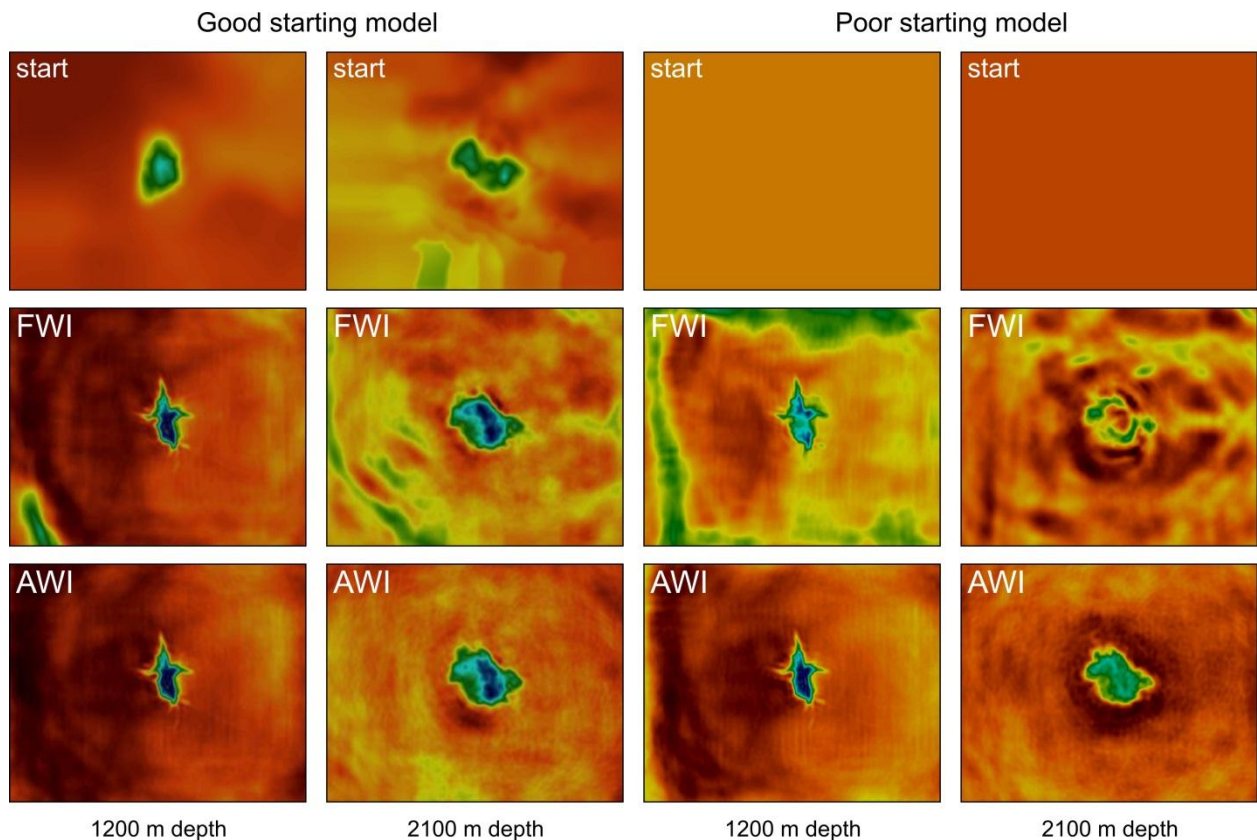 Good starting model
Poor starting model
start
start
start
start
FWI
FWI
FWI
FWI
AWI
AWI
AWI
AWI
1200 m depth
2100 m depth
1200 m depth
2100 m depth